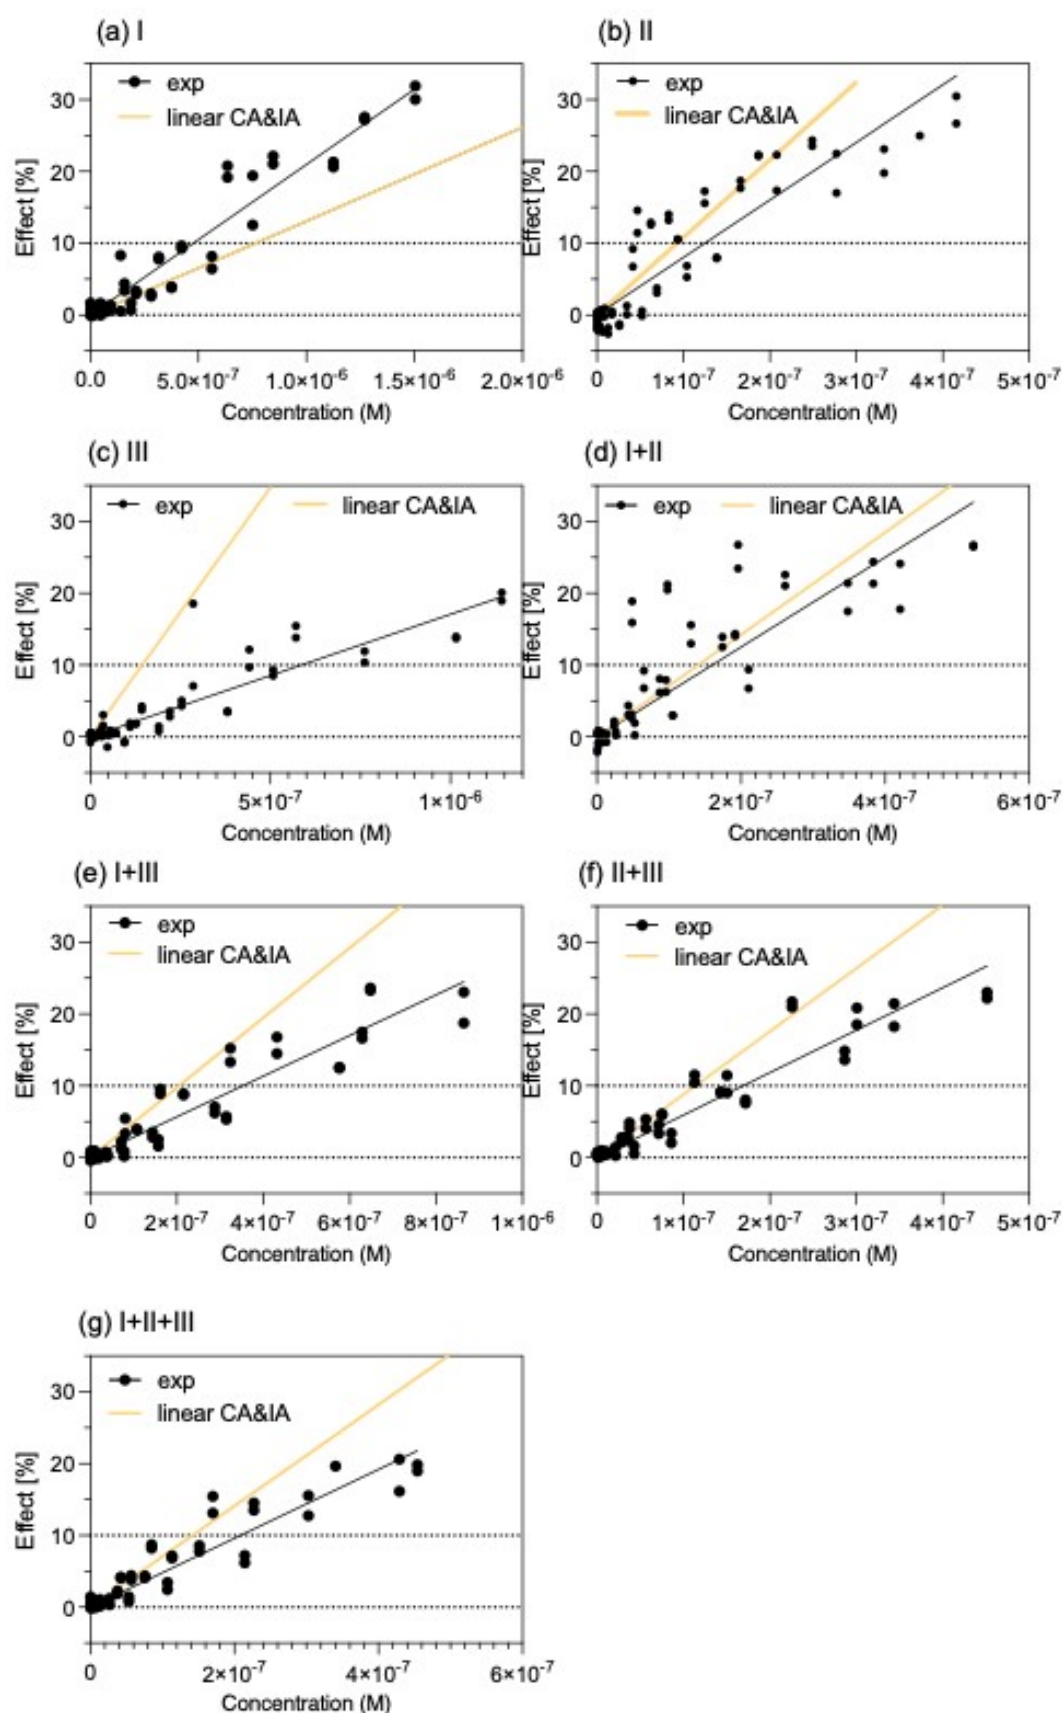 (a) I
(b) II
exp
linear CA&IA
30
20
10
0
Effect [%]
0.0
5.0×10⁻⁷
1.0×10⁻⁶
1.5×10⁻⁶
2.0×10⁻⁶
Concentration (M)
exp
linear CA&IA
30
20
10
0
Effect [%]
0
1×10⁻⁷
2×10⁻⁷
3×10⁻⁷
4×10⁻⁷
5×10⁻⁷
Concentration (M)
(c) III
(d) I+II
exp
linear CA&IA
30
20
10
0
Effect [%]
0
5×10⁻⁷
1×10⁻⁶
Concentration (M)
exp
linear CA&IA
30
20
10
0
Effect [%]
0
2×10⁻⁷
4×10⁻⁷
6×10⁻⁷
Concentration (M)
(e) I+III
(f) II+III
exp
linear CA&IA
30
20
10
0
Effect [%]
0
2×10⁻⁷
4×10⁻⁷
6×10⁻⁷
8×10⁻⁷
1×10⁻⁶
Concentration (M)
exp
linear CA&IA
30
20
10
0
Effect [%]
0
1×10⁻⁷
2×10⁻⁷
3×10⁻⁷
4×10⁻⁷
5×10⁻⁷
Concentration (M)
(g) I+II+III
exp
linear CA&IA
30
20
10
0
Effect [%]
0
2×10⁻⁷
4×10⁻⁷
6×10⁻⁷
Concentration (M)